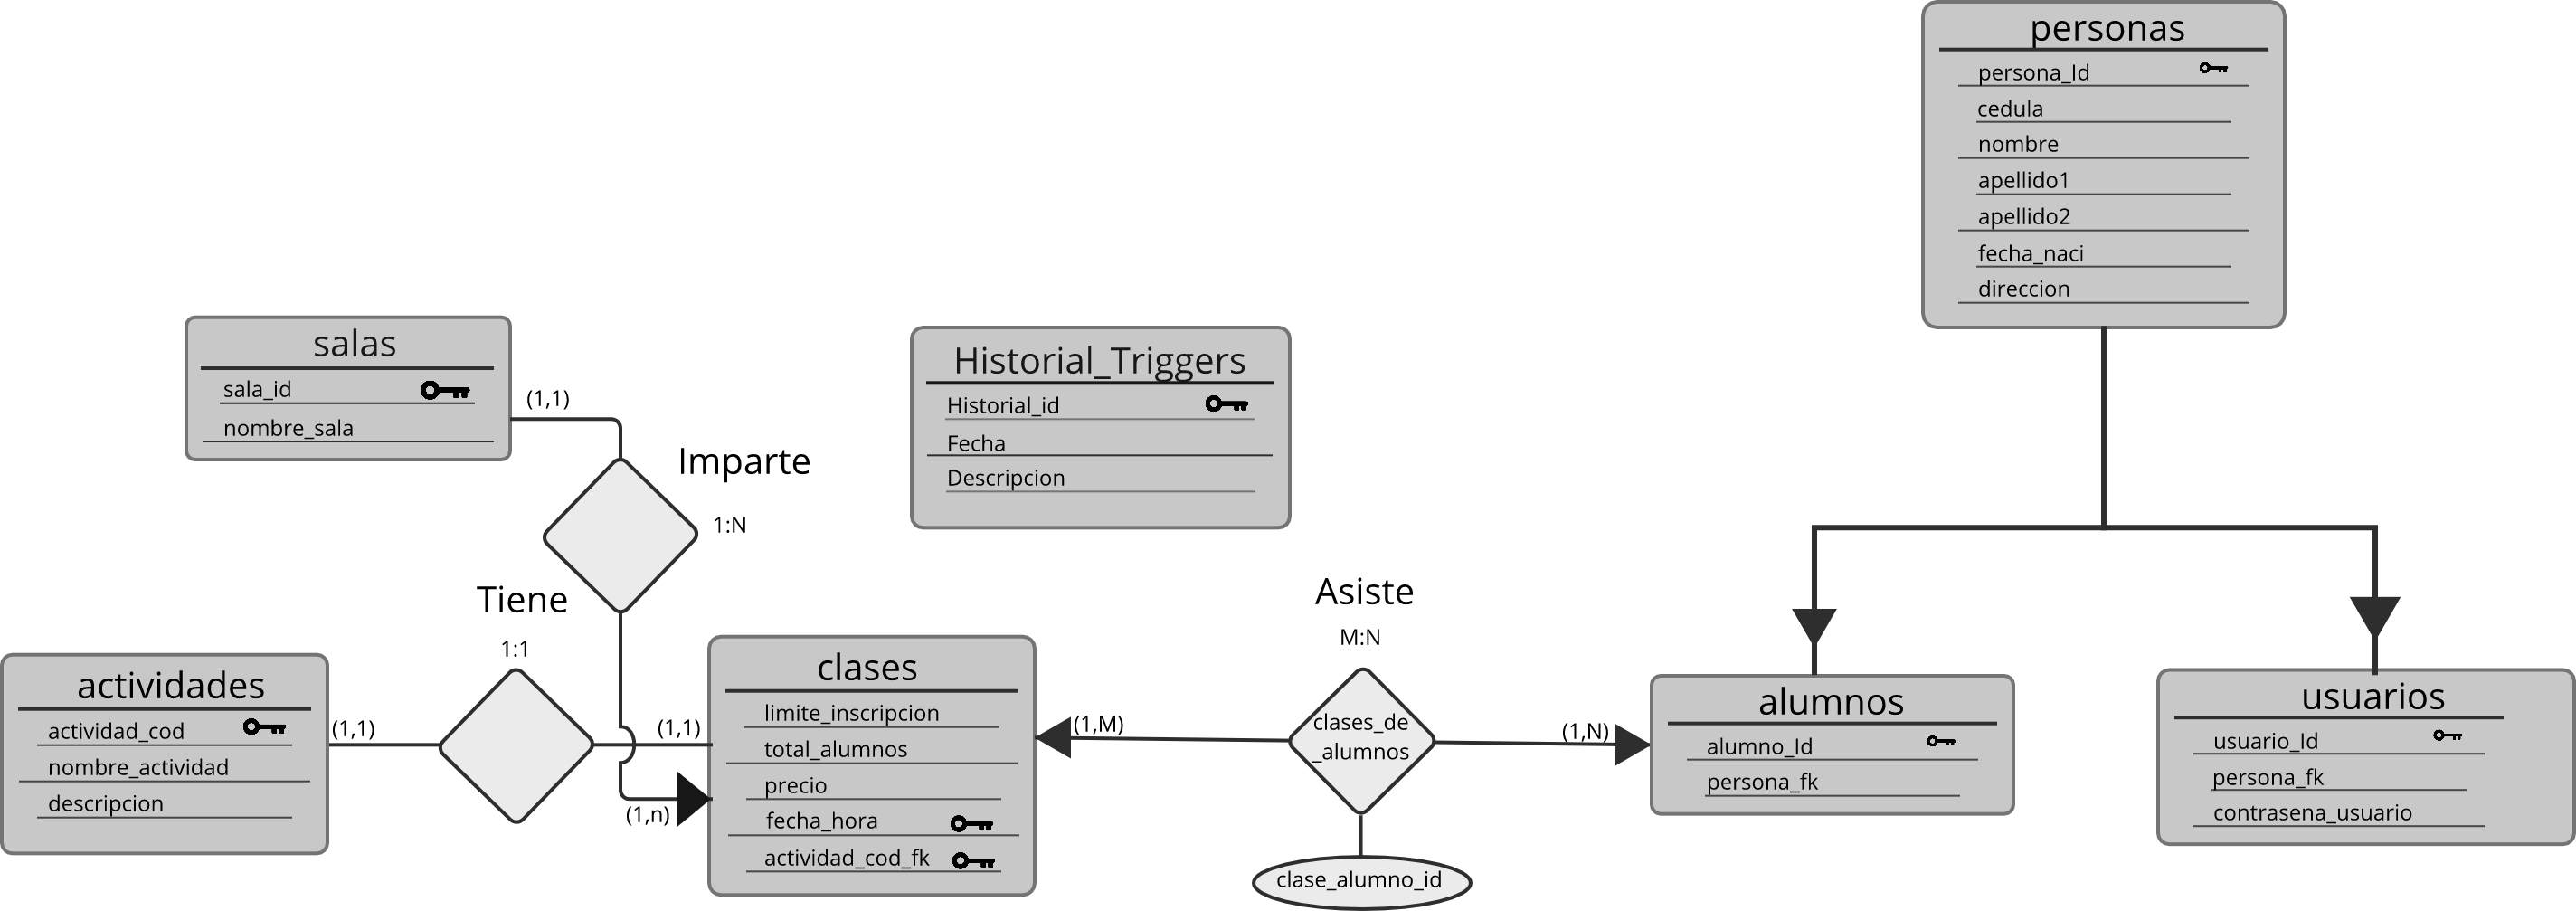 personas
persona_Id
cedula
nombre
apellido1
apellido2
fecha_naci
direccion
salas
sala_id
nombre_sala
(1,1)
Imparte
1:N
Historial_Triggers
Historial_id
Fecha
Descripcion
Tiene
1:1
actividades
actividad_cod
nombre_actividad
descripcion
(1,1)
(1,1)
(1,n)
clases
limite_inscripcion
total_alumnos
precio
fecha_hora
actividad_cod_fk
Asiste
M:N
(1,M)
clases_de
_alumnos
(1,N)
clase_alumno_id
alumnos
alumno_Id
persona_fk
usuarios
usuario_Id
persona_fk
contrasena_usuario